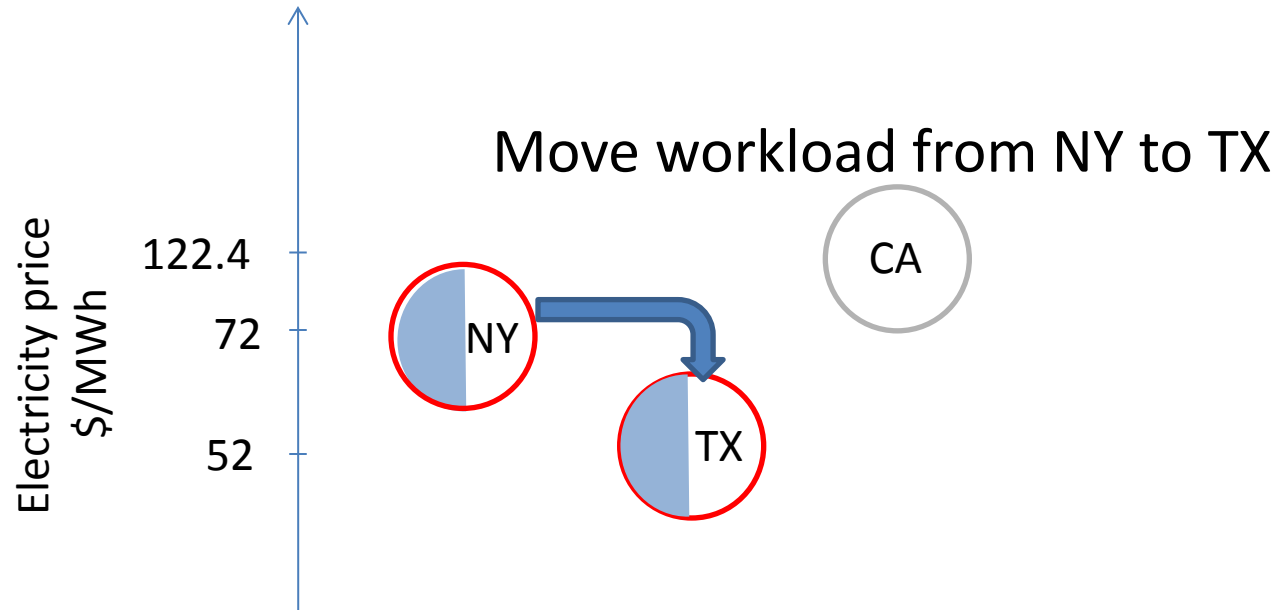 Move workload from NY to TX
Electricity price
$/MWh
122.4
72
52
NY
TX
CA